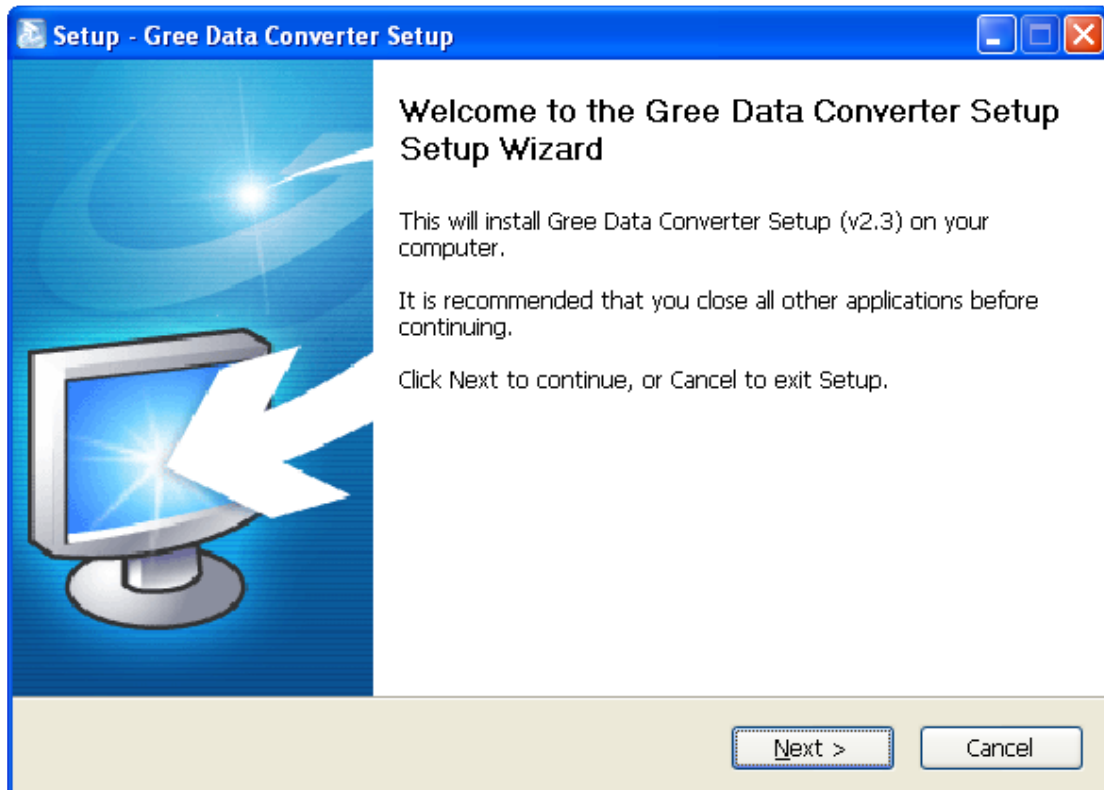 Setup - Gree Data Converter Setup
Welcome to the Gree Data Converter Setup
Setup Wizard
This will install Gree Data Converter Setup (v2.3) on your
computer.
It is recommended that you close all other applications before
continuing.
Click Next to continue, or Cancel to exit Setup.
Next >
Cancel